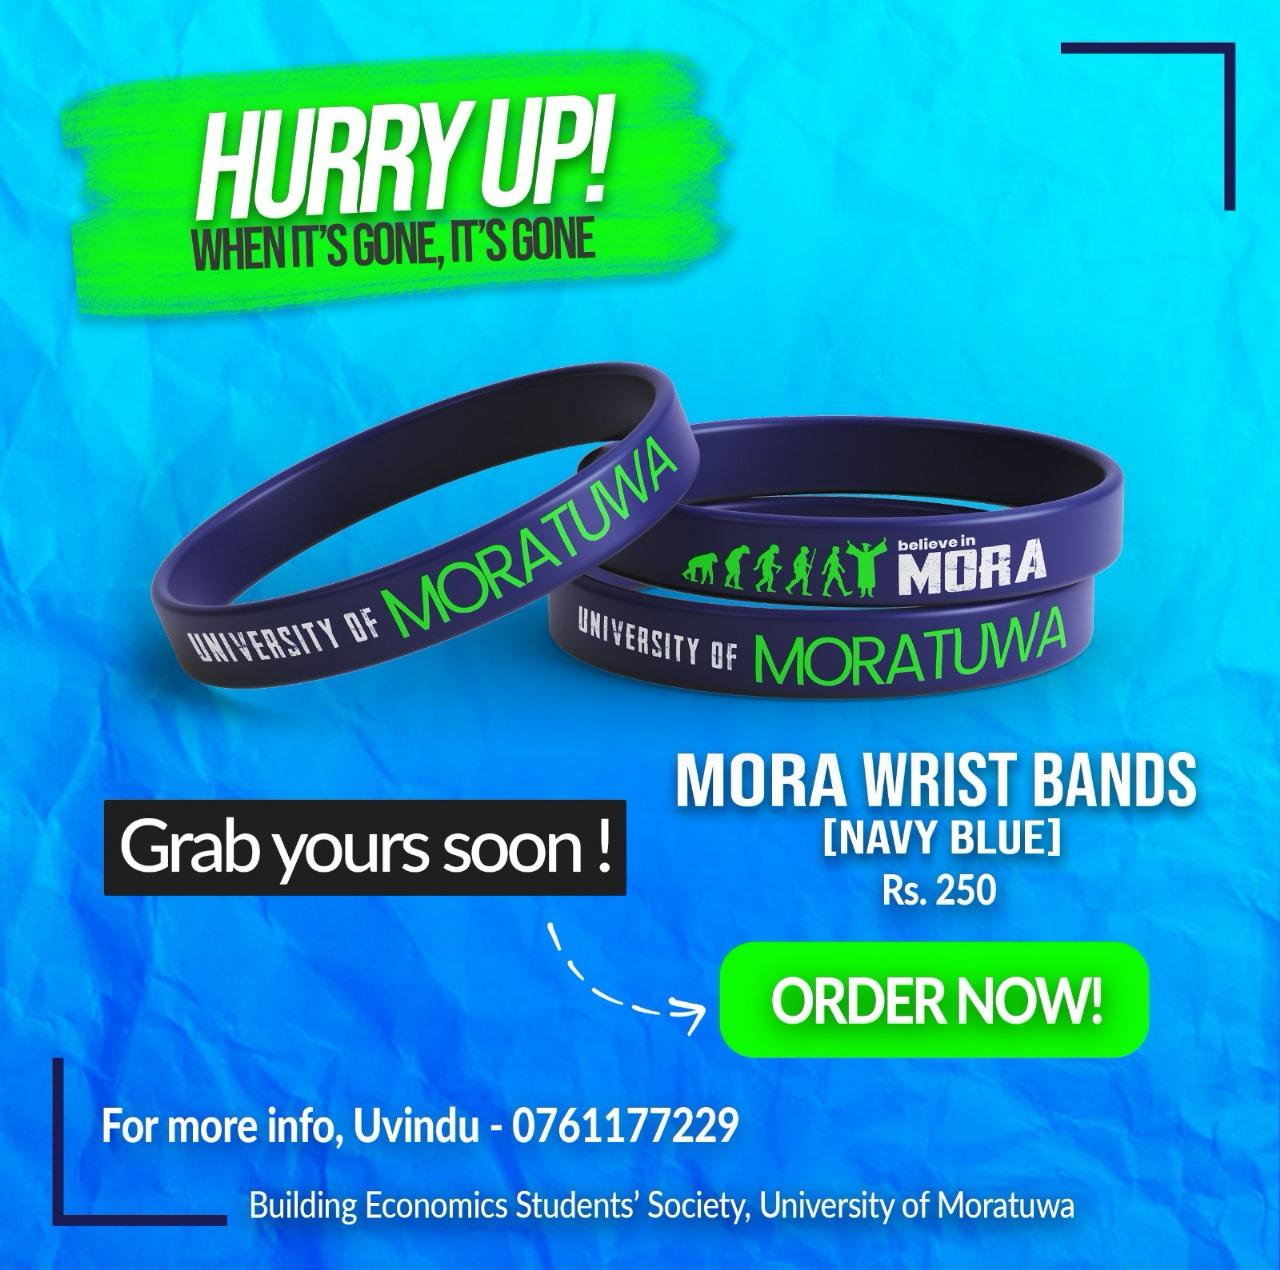 HURRY UP!
WHEN IT'S GONE, IT'S GONE
UNIVERSITY OF MORATUWA
believe in
MORA
UNIVERSITY OF MORATUWA
MORA WRIST BANDS
[NAVY BLUE]
Rs. 250
Grab yours soon !
ORDER NOW!
For more info, Uvindu - 0761177229
Building Economics Students' Society, University of Moratuwa